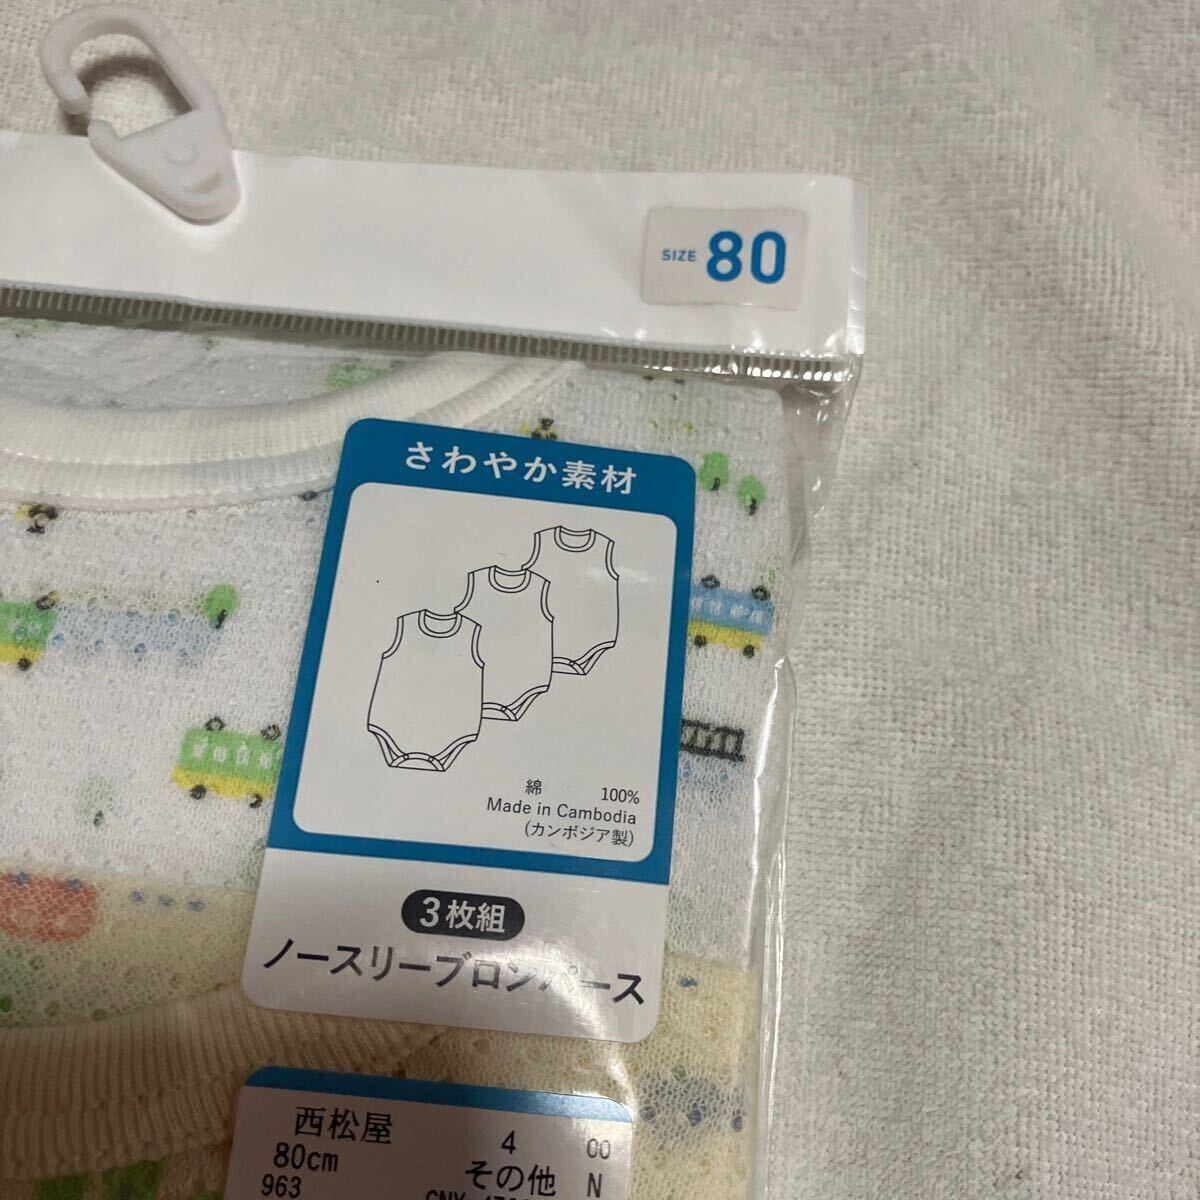 SIZE 80
さわやか素材
綿 100%
Made in Cambodia
(カンボジア製)
3枚組
ノースリーブロンパース
西松屋 4 00
80cm その他 N
963